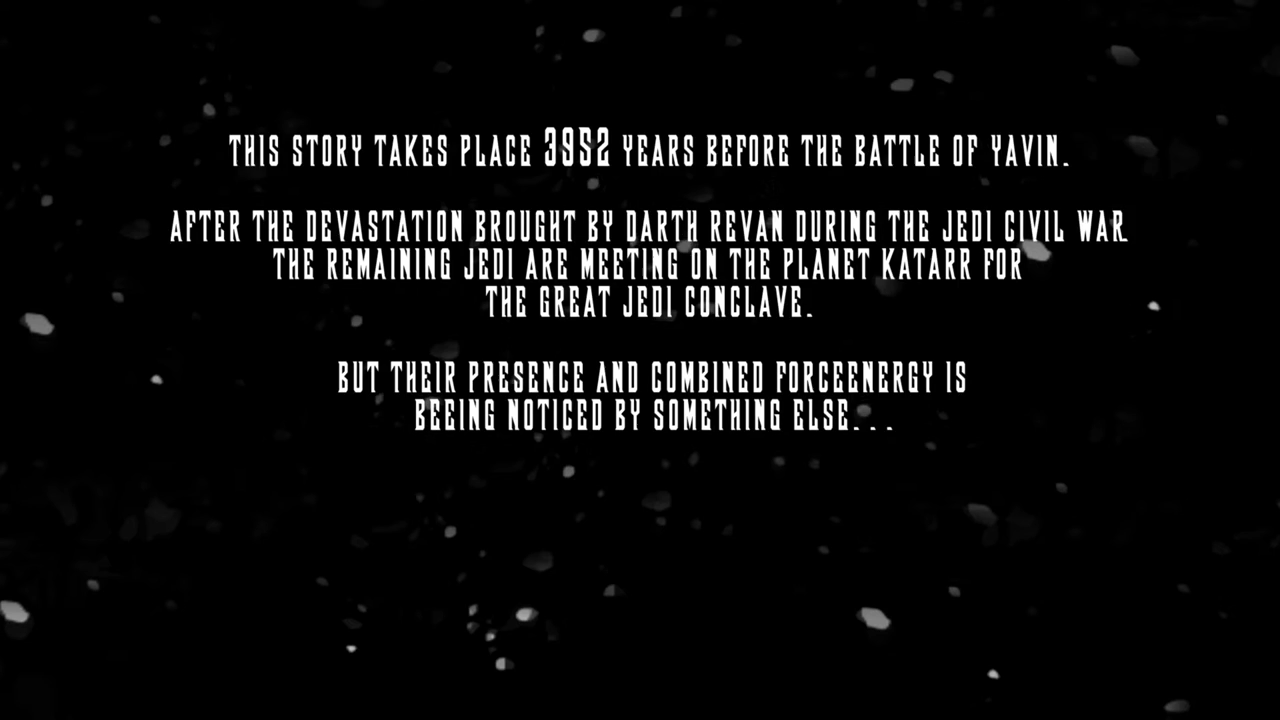 THIS STORY TAKES PLACE 3952 YEARS BEFORE THE BATTLE OF YAVIN.
AFTER THE DEVASTATION BROUGHT BY DARTH REVAN DURING THE JEDI CIVIL WAR
THE REMAINING JEDI ARE MEETING ON THE PLANET KATARR FOR
THE GREAT JEDI CONCLAVE.
BUT THEIR PRESENCE AND COMBINED FORCEENERGY IS
BEEING NOTICED BY SOMETHING ELSE...